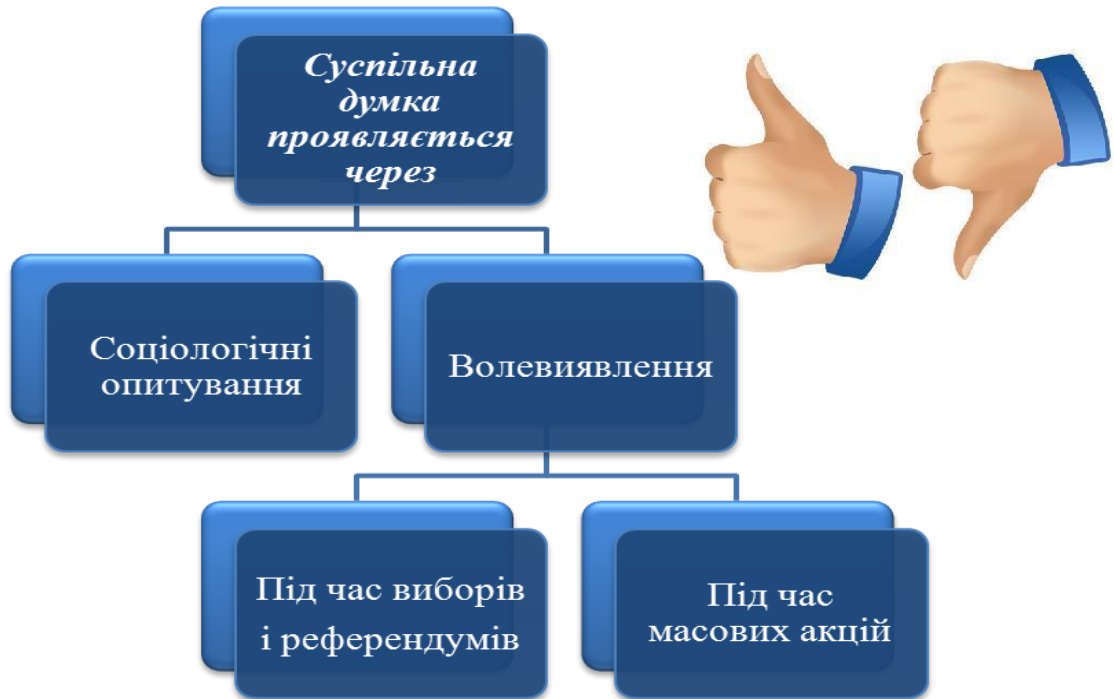 Суспільна
думка
проявляється
через
Соціологічні
опитування
Волевиявлення
Під час виборів
і референдумів
Під час
масових акцій